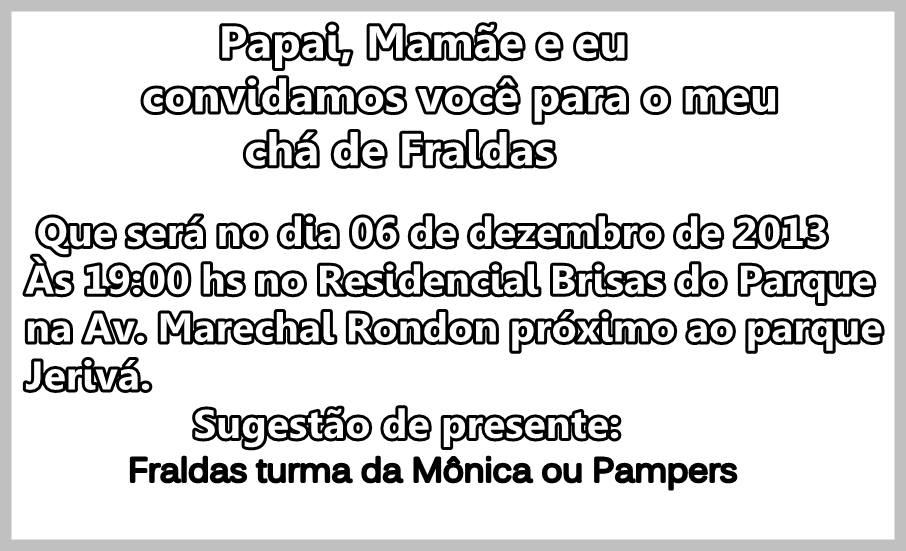 Papai, Mamãe e eu
convidamos você para o meu
chá de Fraldas
Que será no dia 06 de dezembro de 2013
Às 19:00 hs no Residencial Brisas do Parque
na Av. Marechal Rondon próximo ao parque
Jerivá.
Sugestão de presente:
Fraldas turma da Mônica ou Pampers